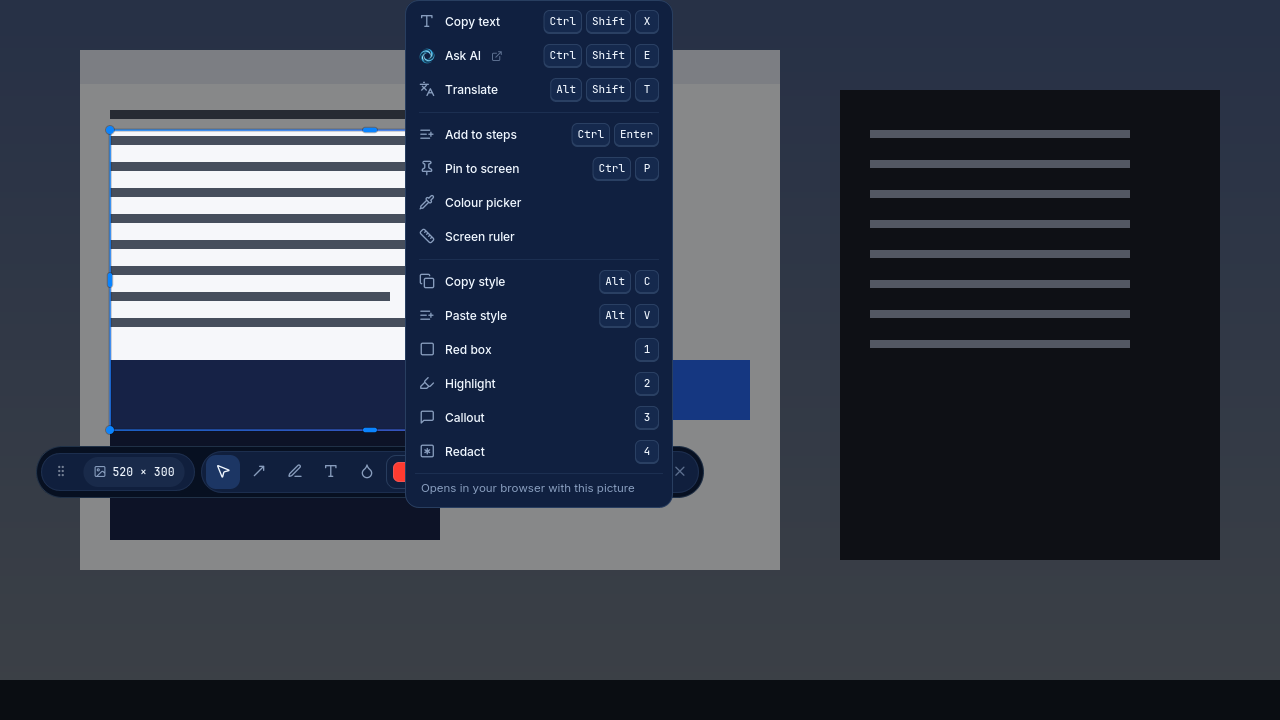 Copy text Ctrl Shift X
Ask AI Ctrl Shift E
Translate Alt Shift T
Add to steps Ctrl Enter
Pin to screen Ctrl P
Colour picker
Screen ruler
Copy style Alt C
Paste style Alt V
Red box 1
Highlight 2
Callout 3
Redact 4
520 × 300
Opens in your browser with this picture